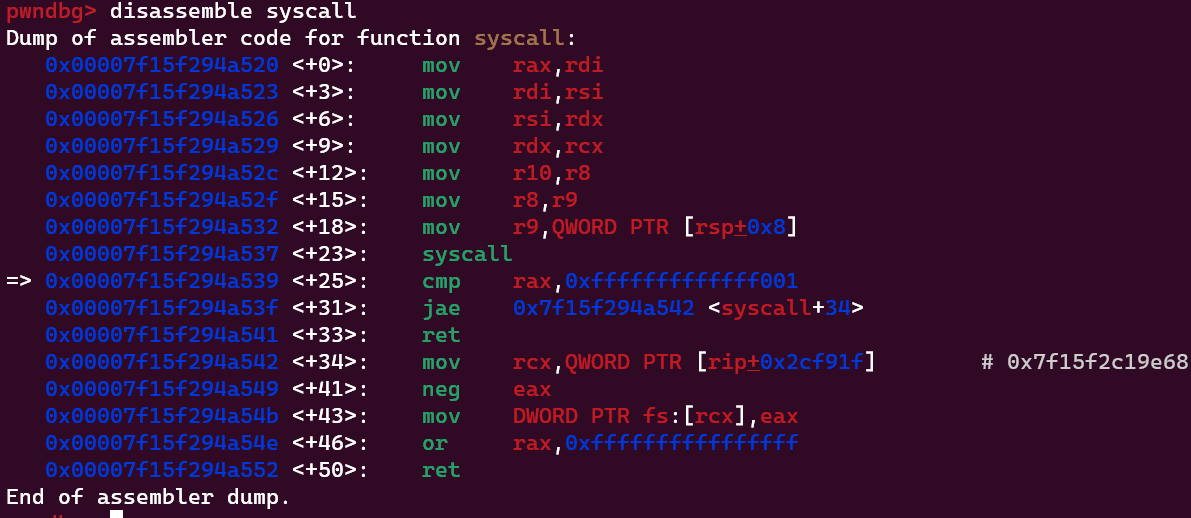 pwndbg> disassemble syscall
Dump of assembler code for function syscall:
   0x00007f15f294a520 <+0>:     mov    rax,rdi
   0x00007f15f294a523 <+3>:     mov    rdi,rsi
   0x00007f15f294a526 <+6>:     mov    rsi,rdx
   0x00007f15f294a529 <+9>:     mov    rdx,rcx
   0x00007f15f294a52c <+12>:    mov    r10,r8
   0x00007f15f294a52f <+15>:    mov    r8,r9
   0x00007f15f294a532 <+18>:    mov    r9,QWORD PTR [rsp+0x8]
   0x00007f15f294a537 <+23>:    syscall
=> 0x00007f15f294a539 <+25>:    cmp    rax,0xfffffffffffff001
   0x00007f15f294a53f <+31>:    jae    0x7f15f294a542 <syscall+34>
   0x00007f15f294a541 <+33>:    ret
   0x00007f15f294a542 <+34>:    mov    rcx,QWORD PTR [rip+0x2cf91f]        # 0x7f15f2c19e68
   0x00007f15f294a549 <+41>:    neg    eax
   0x00007f15f294a54b <+43>:    mov    DWORD PTR fs:[rcx],eax
   0x00007f15f294a54e <+46>:    or     rax,0xffffffffffffffff
   0x00007f15f294a552 <+50>:    ret
End of assembler dump.